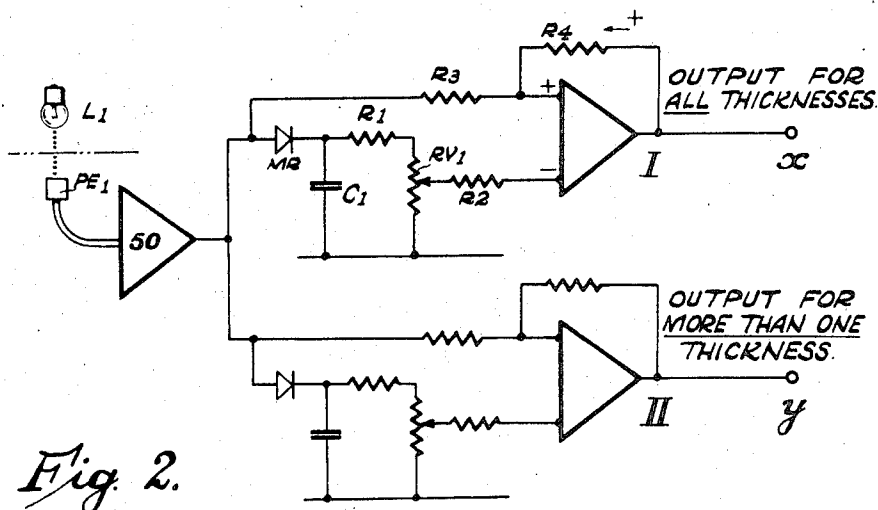 R4
+
R3
OUTPUT FOR
ALL THICKNESSES.
L1
R1
+
MR
RV1
I
x
PE1
C1
R2
−
50
OUTPUT FOR
MORE THAN ONE
THICKNESS.
II
y
Fig. 2.